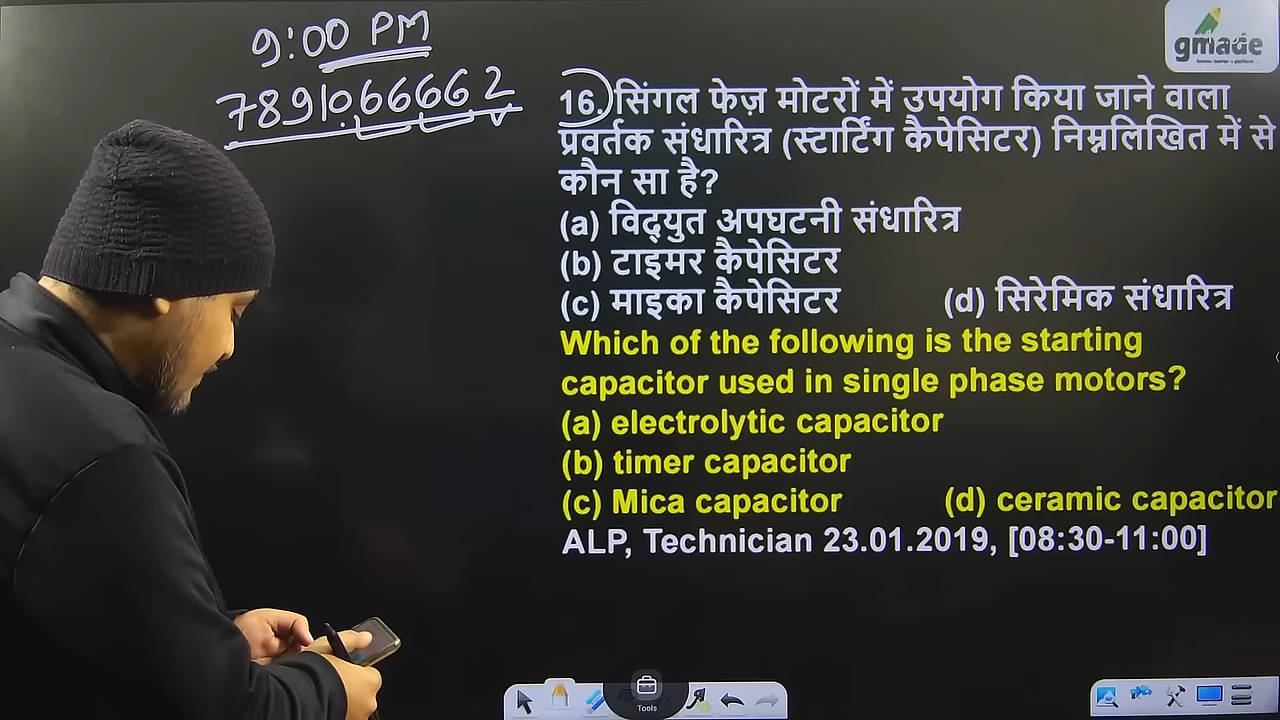 9:00 PM
7891066662
gmade
16. सिंगल फेज़ मोटरों में उपयोग किया जाने वाला
प्रवर्तक संधारित्र (स्टार्टिंग कैपेसिटर) निम्नलिखित में से
कौन सा है?
(a) विद्युत अपघटनी संधारित्र
(b) टाइमर कैपेसिटर
(c) माइका कैपेसिटर (d) सिरेमिक संधारित्र
Which of the following is the starting
capacitor used in single phase motors?
(a) electrolytic capacitor
(b) timer capacitor
(c) Mica capacitor (d) ceramic capacitor
ALP, Technician 23.01.2019, [08:30-11:00]
Tools